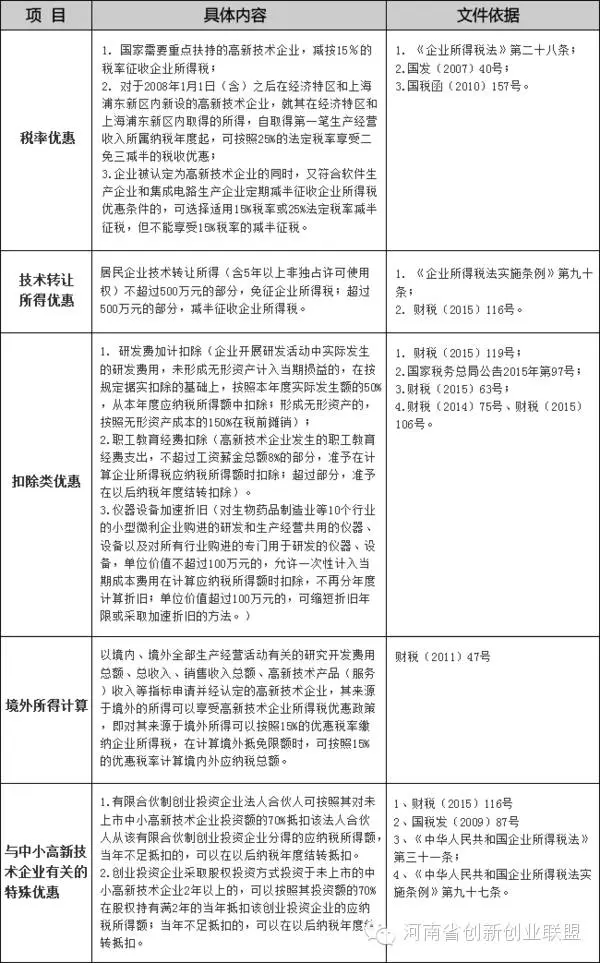 项 目
具体内容
文件依据
税率优惠
1．国家需要重点扶持的高新技术企业，减按15％的
税率征收企业所得税；
2．对于2008年1月1日（含）之后在经济特区和上海
浦东新区内新设的高新技术企业，就其在经济特区和
上海浦东新区内取得的所得，自取得第一笔生产经营
收入所属纳税年度起，可按照25%的法定税率享受二
免三减半的税收优惠；
3.企业被认定为高新技术企业的同时，又符合软件生
产企业和集成电路生产企业定期减半征收企业所得税
优惠条件的，可选择适用15%税率或25%法定税率减半
征税，但不能享受15%税率的减半征税。
1．《企业所得税法》第二十八条；
2.国发（2007）40号；
3.国税函（2010）157号。
技术转让
所得优惠
居民企业技术转让所得（含5年以上非独占许可使用
权）不超过500万元的部分，免征企业所得税；超过
500万元的部分，减半征收企业所得税。
1．《企业所得税法实施条例》第九十
条；
2．财税（2015）116号。
扣除类优惠
1．研发费加计扣除（企业开展研发活动中实际发生
的研发费用，未形成无形资产计入当期损益的，在按
规定据实扣除的基础上，按照本年度实际发生额的50%
，从本年度应纳税所得额中扣除；形成无形资产的，
按照无形资产成本的150%在税前摊销）；
2.职工教育经费扣除（高新技术企业发生的职工教育
经费支出，不超过工资薪金总额8%的部分，准予在计
算企业所得税应纳税所得额时扣除；超过部分，准予
在以后纳税年度结转扣除）。
3.仪器设备加速折旧（对生物药品制造业等10个行业
的小型微利企业购进的研发和生产经营共用的仪器、
设备以及对所有行业购进的专门用于研发的仪器、设
备，单位价值不超过100万元的，允许一次性计入当
期成本费用在计算应纳税所得额时扣除，不再分年度
计算折旧；单位价值超过100万元的，可缩短折旧年
限或采取加速折旧的方法。）
1．财税（2015）119号；
2.国家税务总局公告2015年第97号；
3.财税（2015）63号；
4.财税（2014）75号、财税（2015）
106号。
境外所得计算
以境内、境外全部生产经营活动有关的研究开发费用
总额、总收入、销售收入总额、高新技术产品（服务
）收入等指标申请并经认定的高新技术企业，其来源
于境外的所得可以享受高新技术企业所得税优惠政策
，即对其来源于境外所得可以按照15%的优惠税率缴
纳企业所得税，在计算境外抵免限额时，可按照15%
的优惠税率计算境内外应纳税总额。
财税（2011）47号
与中小高新技
术企业有关的
特殊优惠
1.有限合伙制创业投资企业法人合伙人可按照其对未
上市中小高新技术企业投资额的70%抵扣该法人合伙
人从该有限合伙制创业投资企业分得的应纳税所得额，
当年不足抵扣的，可以在以后纳税年度结转抵扣。
2.创业投资企业采取股权投资方式投资于未上市的中
小高新技术企业2年以上的，可以按照其投资额的70%
在股权持有满2年的当年抵扣该创业投资企业的应纳
税所得额；当年不足抵扣的，可以在以后纳税年度结
转抵扣。
1、财税（2015）116号
2、国税发（2009）87号
3、《中华人民共和国企业所得税法》
第三十一条；
4、《中华人民共和国企业所得税法实施
条例》第九十七条。
河南省创新创业联盟